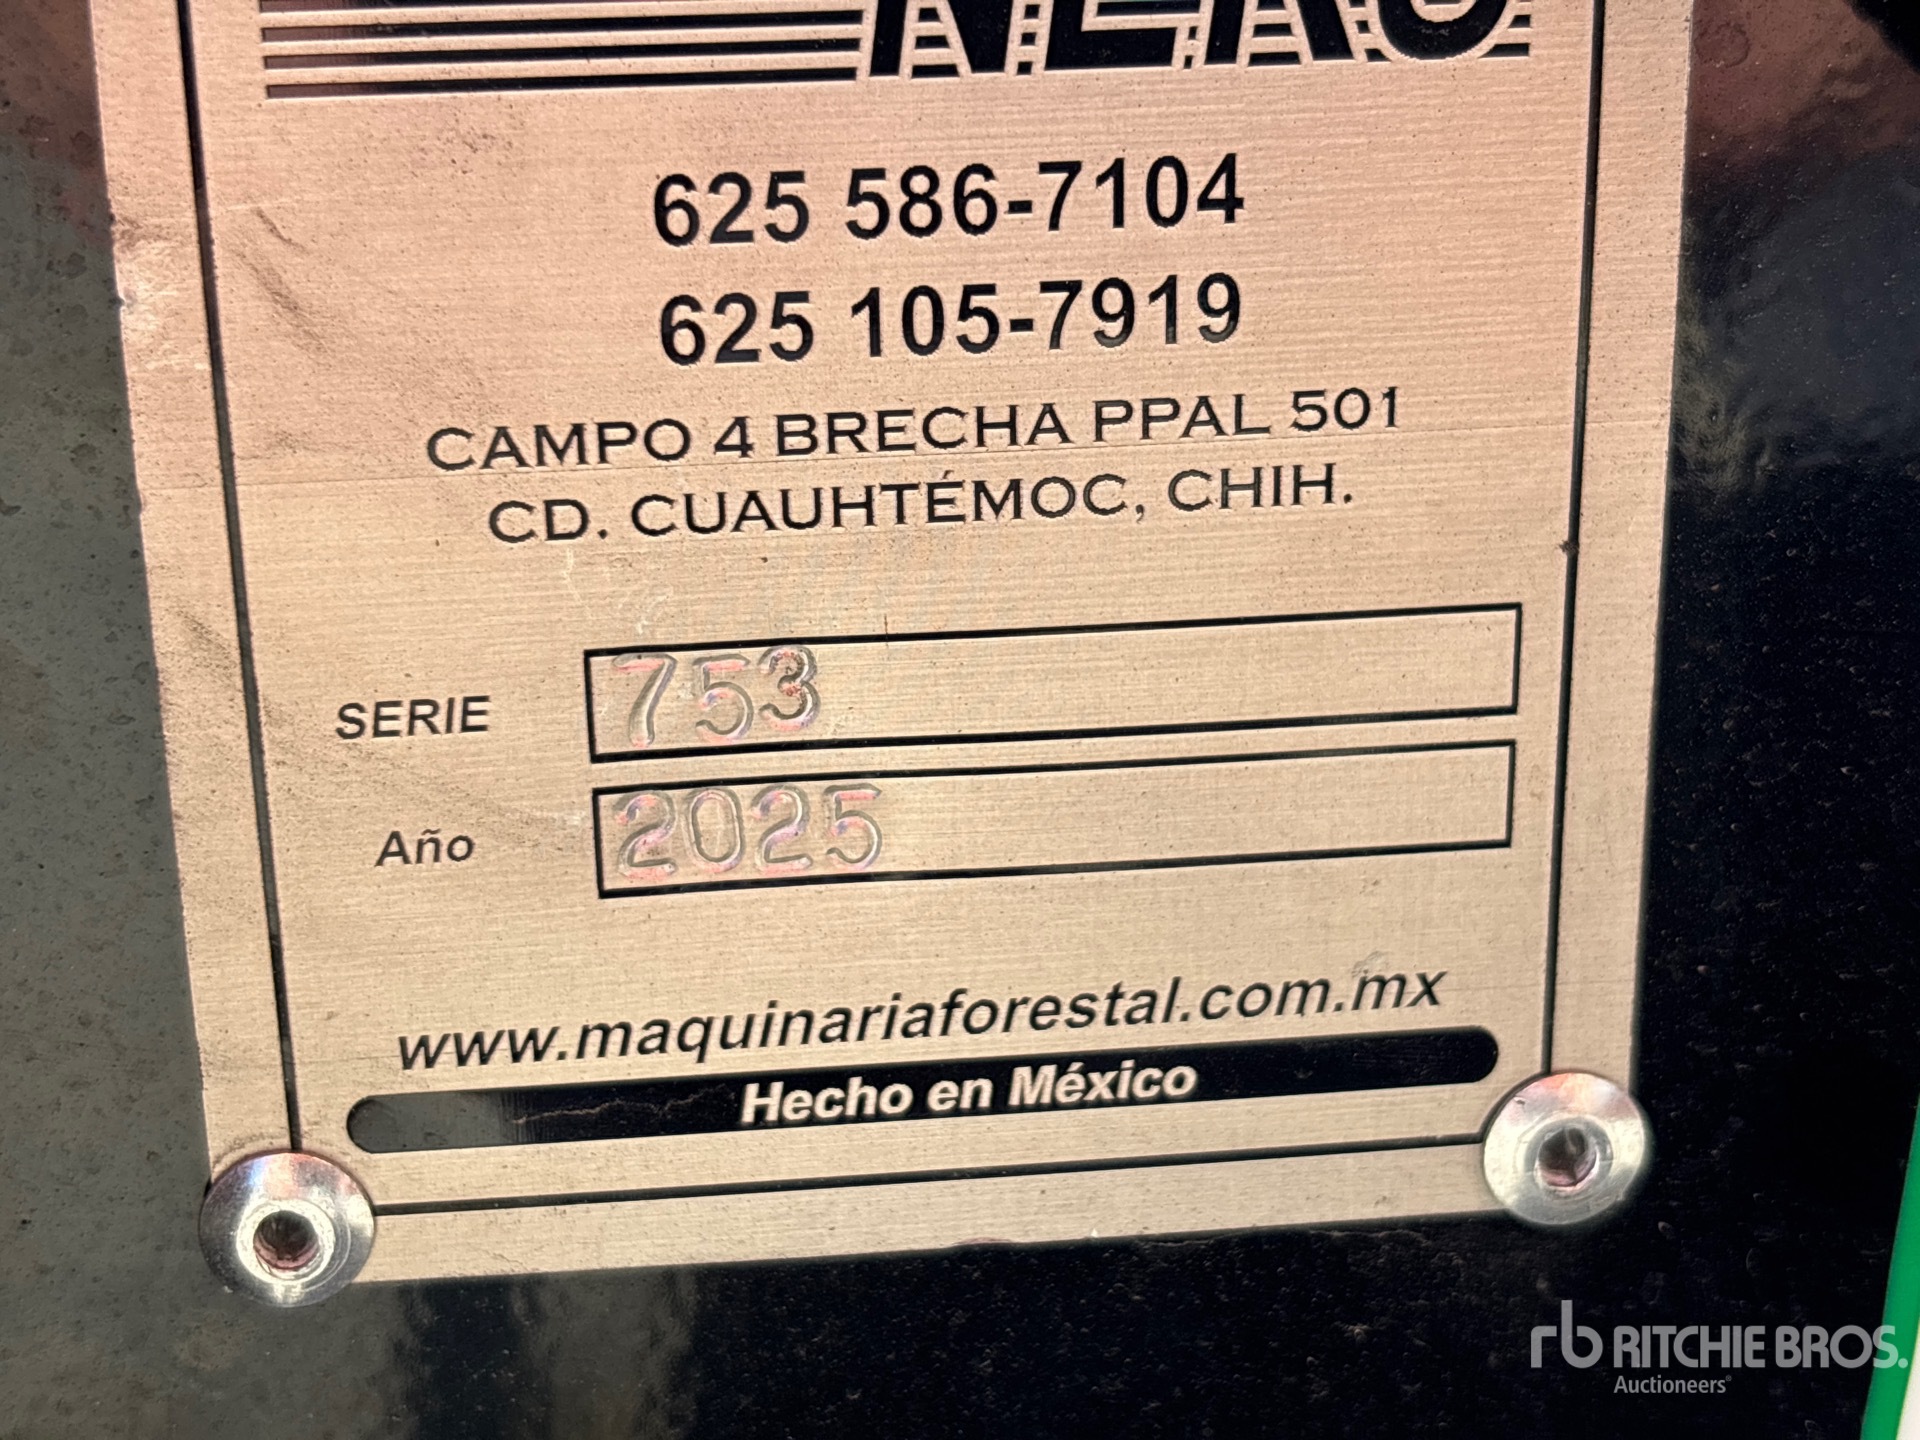 625 586-7104
625 105-7919
CAMPO 4 BRECHA PPAL 501
CD. CUAUHTÉMOC, CHIH.
SERIE 753
Año 2025
www.maquinariaforestal.com.mx
Hecho en México
rb RITCHIE BROS.
Auctioneers